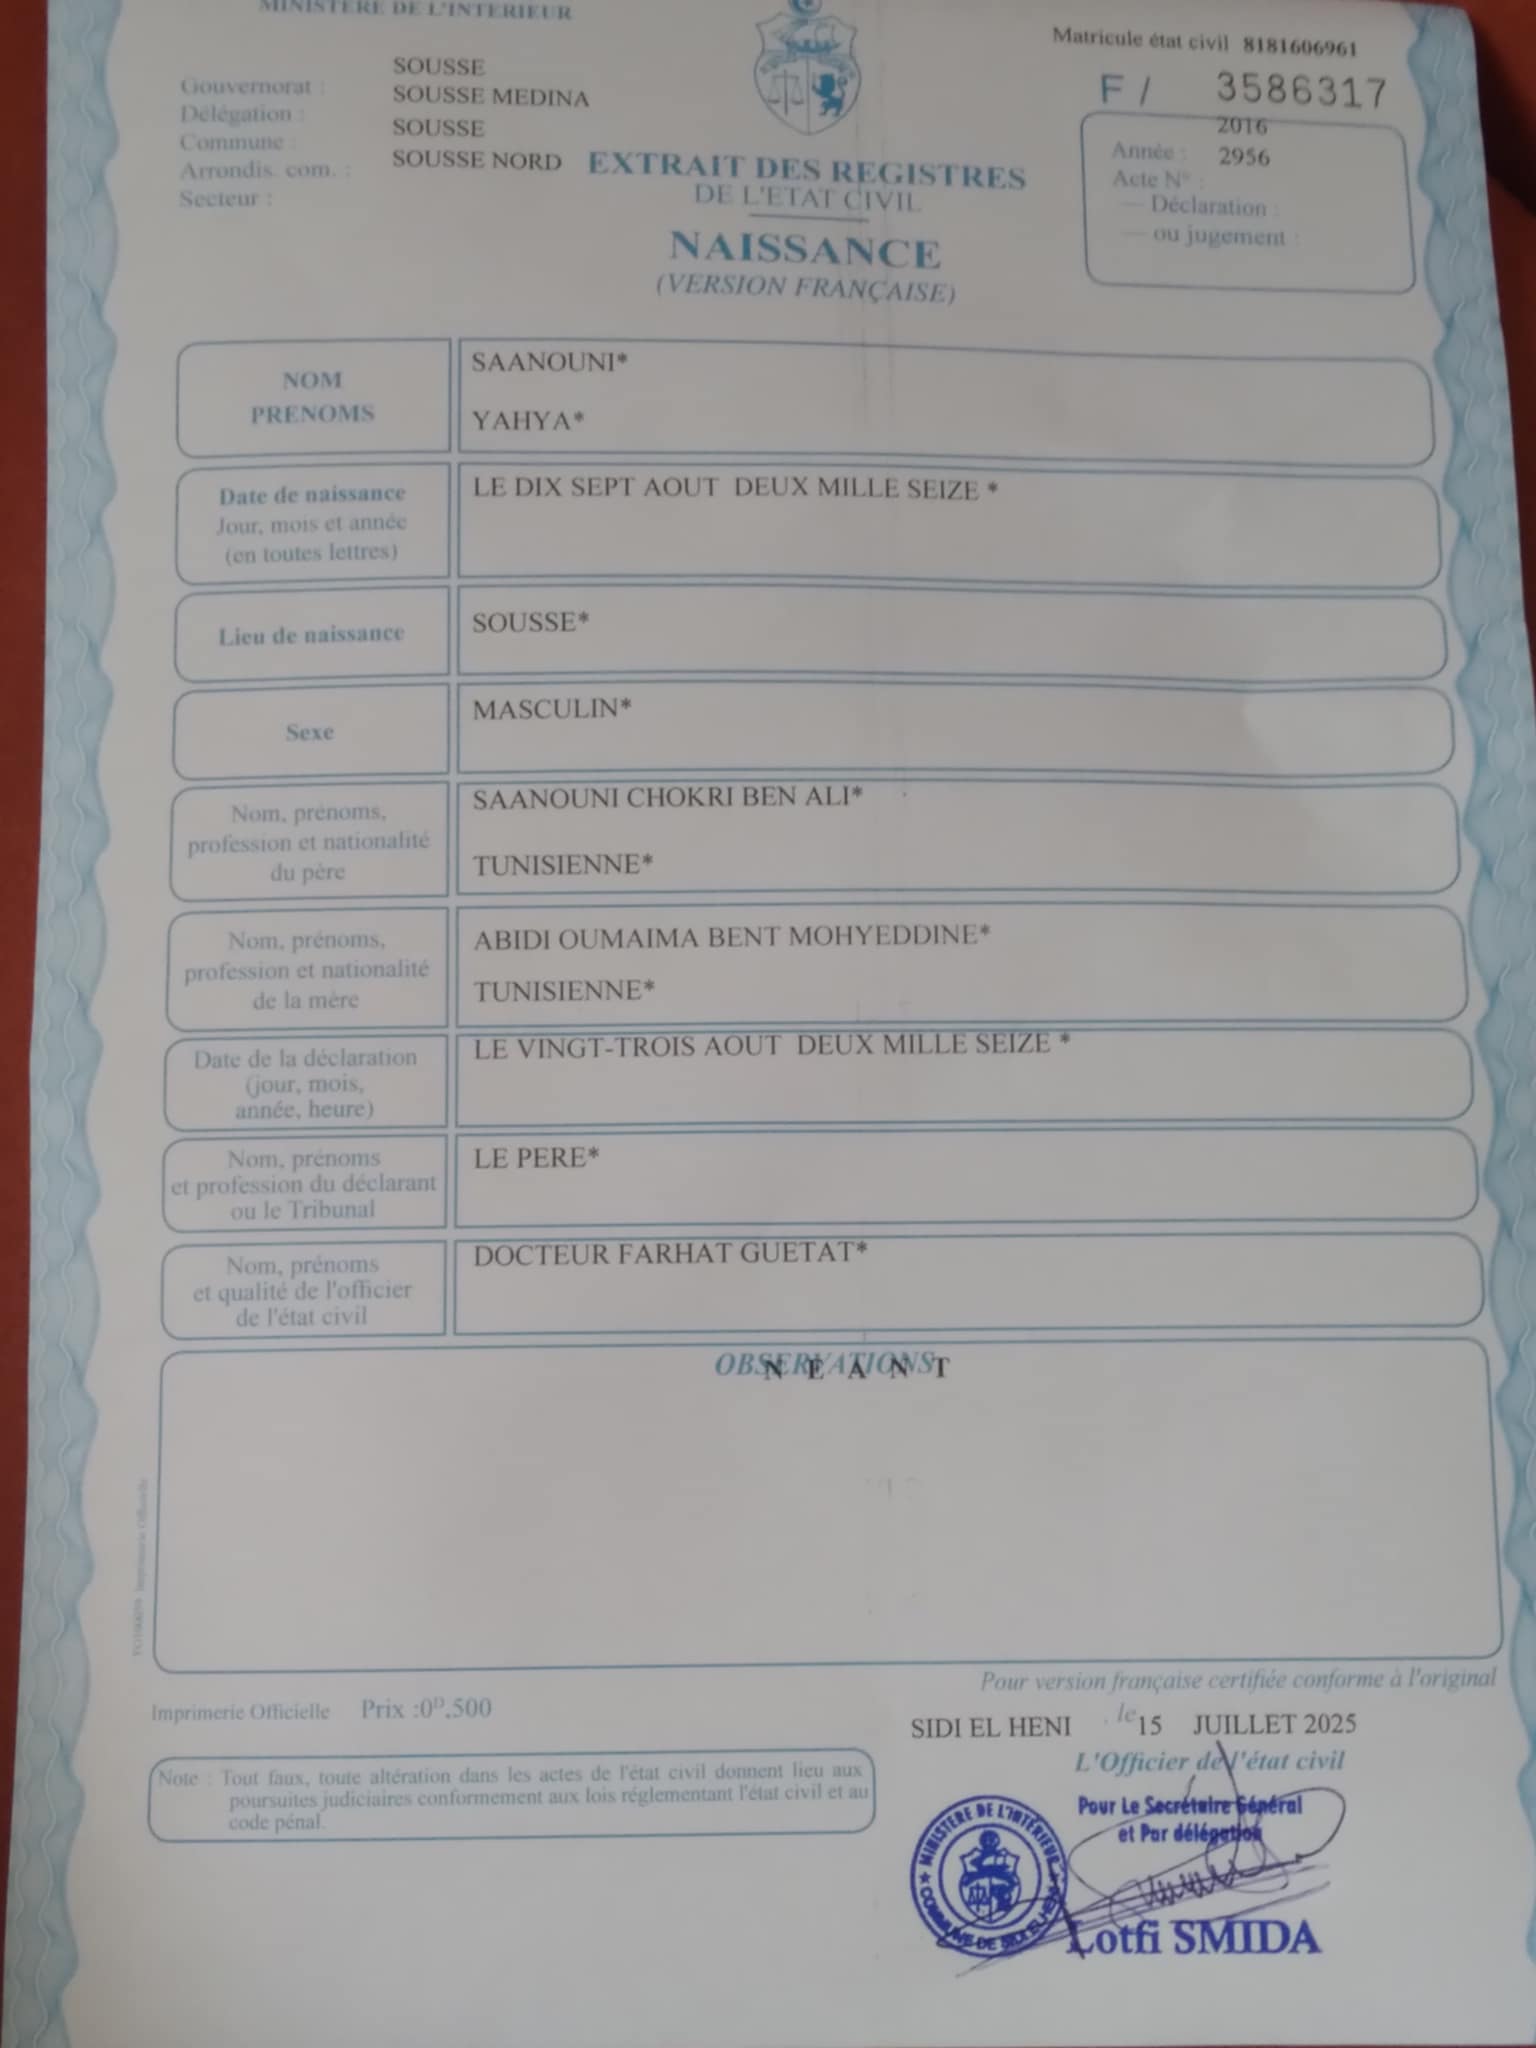 MINISTERE DE L'INTERIEUR
Matricule état civil 8181606961
F / 3586317
Gouvernorat : SOUSSE
Délégation : SOUSSE MEDINA
Commune : SOUSSE
Arrondis. com. : SOUSSE NORD
Secteur :
EXTRAIT DES REGISTRES
DE L'ETAT CIVIL
NAISSANCE
(VERSION FRANÇAISE)
Année : 2016
Acte N° : 2956
— Déclaration :
— ou jugement :
NOM
PRENOMS
SAANOUNI*
YAHYA*
Date de naissance
Jour, mois et année
(en toutes lettres)
LE DIX SEPT AOUT DEUX MILLE SEIZE *
Lieu de naissance
SOUSSE*
Sexe
MASCULIN*
Nom, prénoms,
profession et nationalité
du père
SAANOUNI CHOKRI BEN ALI*
TUNISIENNE*
Nom, prénoms,
profession et nationalité
de la mère
ABIDI OUMAIMA BENT MOHYEDDINE*
TUNISIENNE*
Date de la déclaration
(jour, mois,
année, heure)
LE VINGT-TROIS AOUT DEUX MILLE SEIZE *
Nom, prénoms
et profession du déclarant
ou le Tribunal
LE PERE*
Nom, prénoms
et qualité de l'officier
de l'état civil
DOCTEUR FARHAT GUETAT*
OBSERVATIONS
N E A N T
Imprimerie Officielle
Pour version française certifiée conforme à l'original
Imprimerie Officielle Prix :0ᴰ,500
SIDI EL HENI , le 15 JUILLET 2025
L'Officier de l'état civil
Note : Tout faux, toute altération dans les actes de l'état civil donnent lieu aux
poursuites judiciaires conformement aux lois réglementant l'état civil et au
code pénal.
Pour Le Secrétaire Général
et Par délégation
MINISTERE DE L'INTERIEUR
COMMUNE DE SIDI EL HENI
Lotfi SMIDA